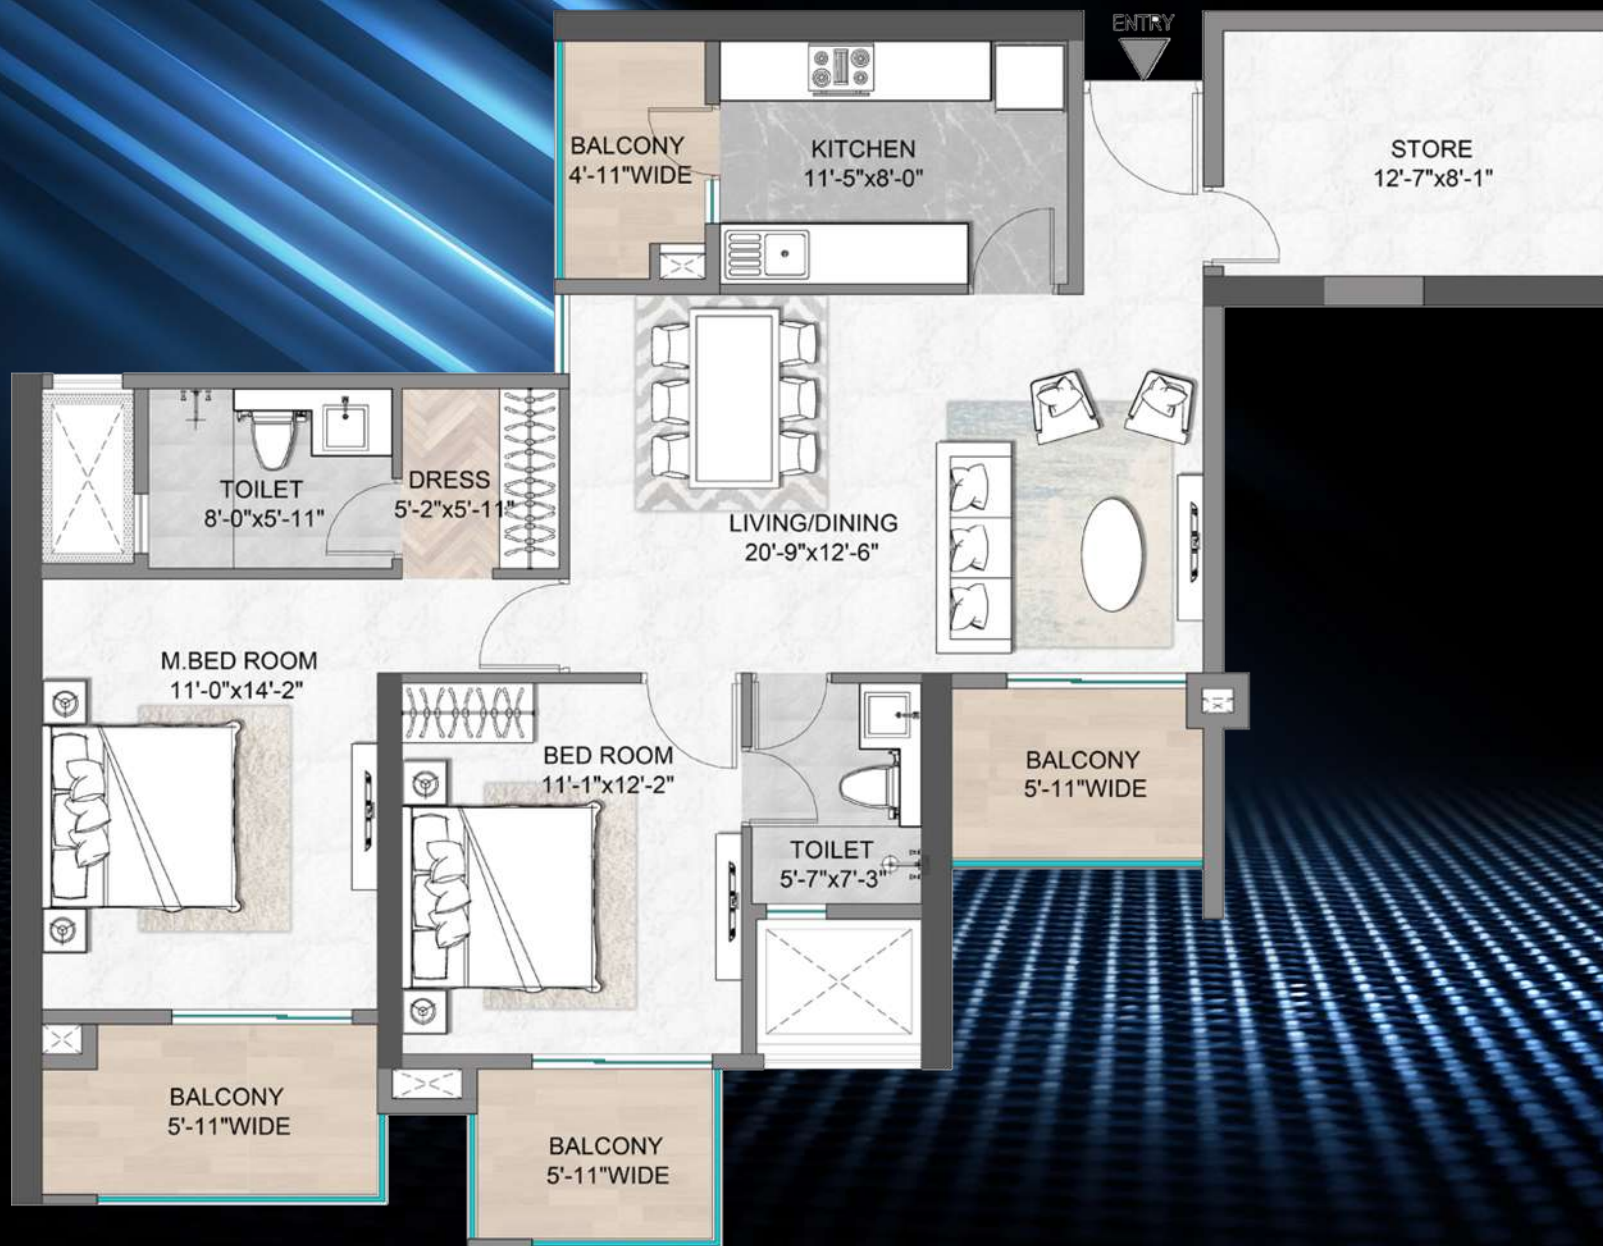 ENTRY
BALCONY
4'-11"WIDE
KITCHEN
11'-5"x8'-0"
STORE
12'-7"x8'-1"
TOILET
8'-0"x5'-11"
DRESS
5'-2"x5'-11"
LIVING/DINING
20'-9"x12'-6"
M.BED ROOM
11'-0"x14'-2"
BED ROOM
11'-1"x12'-2"
BALCONY
5'-11"WIDE
TOILET
5'-7"x7'-3"
BALCONY
5'-11"WIDE
BALCONY
5'-11"WIDE